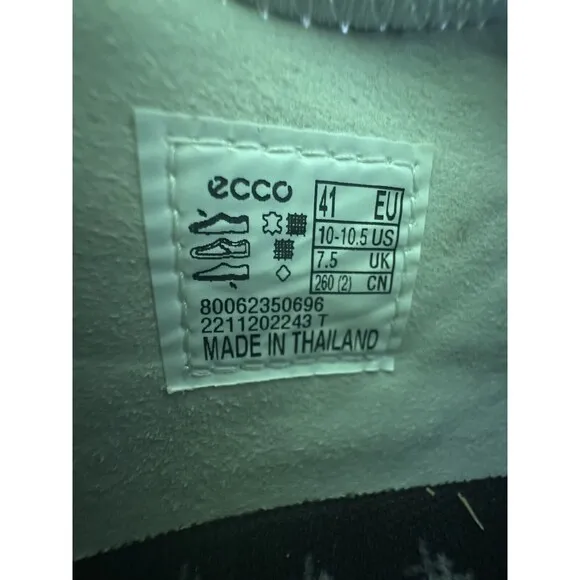 ecco
41 EU
10-10.5 US
7.5 UK
260 (2) CN
80062350696
2211202243 T
MADE IN THAILAND